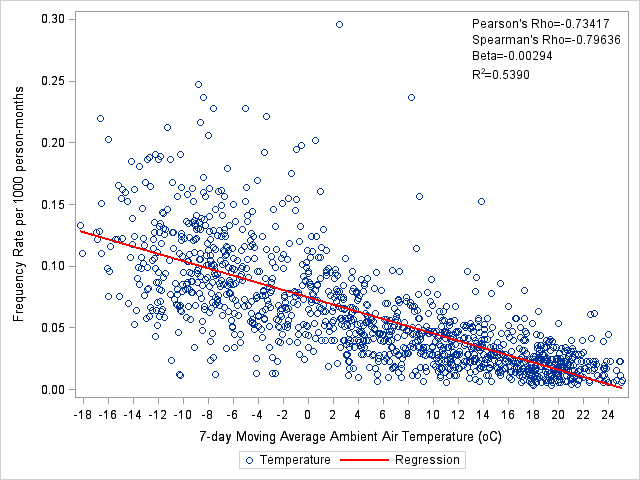 Pearson's Rho=-0.73417
Spearman's Rho=-0.79636
Beta=-0.00294
R²=0.5390
0.30
0.25
0.20
0.15
0.10
0.05
0.00
Frequency Rate per 1000 person-months
-18 -16 -14 -12 -10 -8 -6 -4 -2 0 2 4 6 8 10 12 14 16 18 20 22 24
7-day Moving Average Ambient Air Temperature (oC)
Temperature Regression